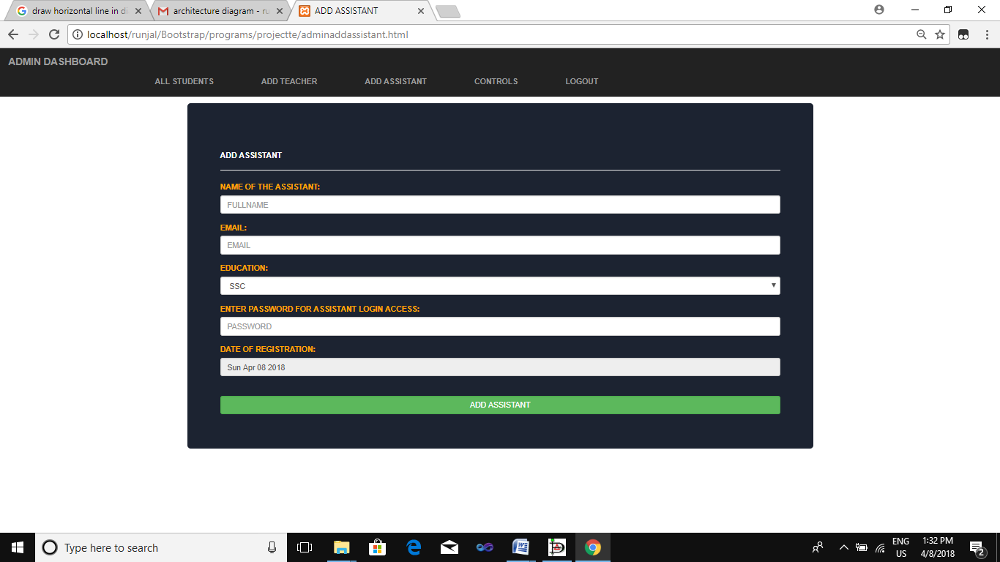 draw horizontal line in di
architecture diagram - ru
ADD ASSISTANT
localhost/runjal/Bootstrap/programs/projectte/adminaddassistant.html
ADMIN DASHBOARD
ALL STUDENTS ADD TEACHER ADD ASSISTANT CONTROLS LOGOUT
ADD ASSISTANT
NAME OF THE ASSISTANT:
FULLNAME
EMAIL:
EMAIL
EDUCATION:
SSC
ENTER PASSWORD FOR ASSISTANT LOGIN ACCESS:
PASSWORD
DATE OF REGISTRATION:
Sun Apr 08 2018
ADD ASSISTANT
Type here to search
ENG
US
1:32 PM
4/8/2018
2